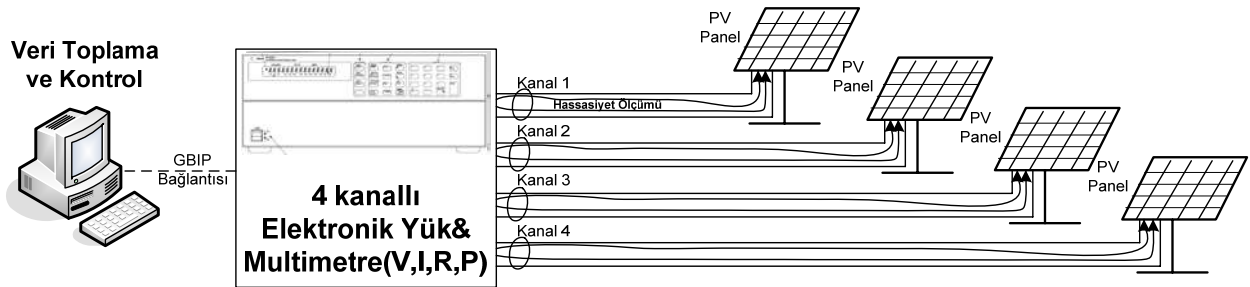 Veri Toplama
ve Kontrol
GBIP
Bağlantısı
4 kanallı
Elektronik Yük&
Multimetre(V,I,R,P)
Kanal 1
Hassasiyet Ölçümü
Kanal 2
Kanal 3
Kanal 4
PV
Panel
PV
Panel
PV
Panel
PV
Panel